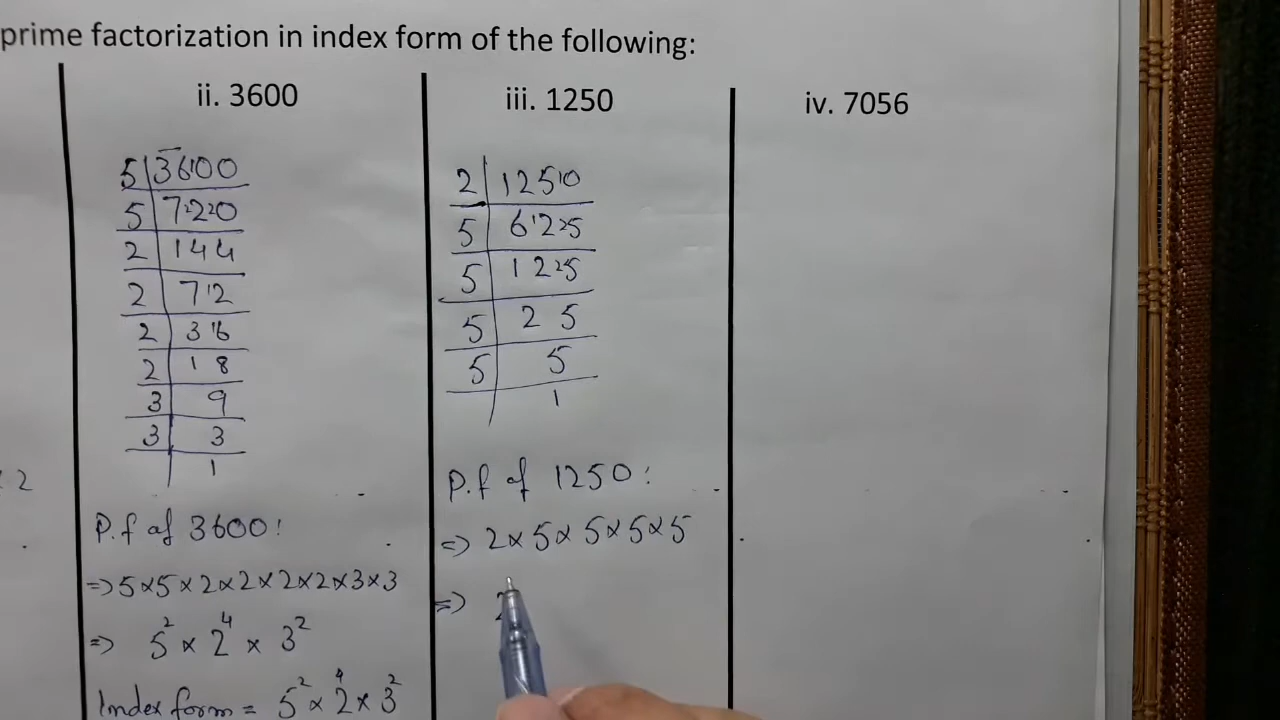 prime factorization in index form of the following:
ii. 3600
5 3600
5 720
2 144
2 72
2 36
2 18
3 9
3 3
1
P.f of 3600:
=> 5×5×2×2×2×2×3×3
=> 5² × 2⁴ × 3²
Index form = 5² × 2⁴ × 3²
iii. 1250
2 1250
5 625
5 125
5 25
5 5
1
P.f of 1250:
=> 2×5×5×5×5
=> 2
iv. 7056
2